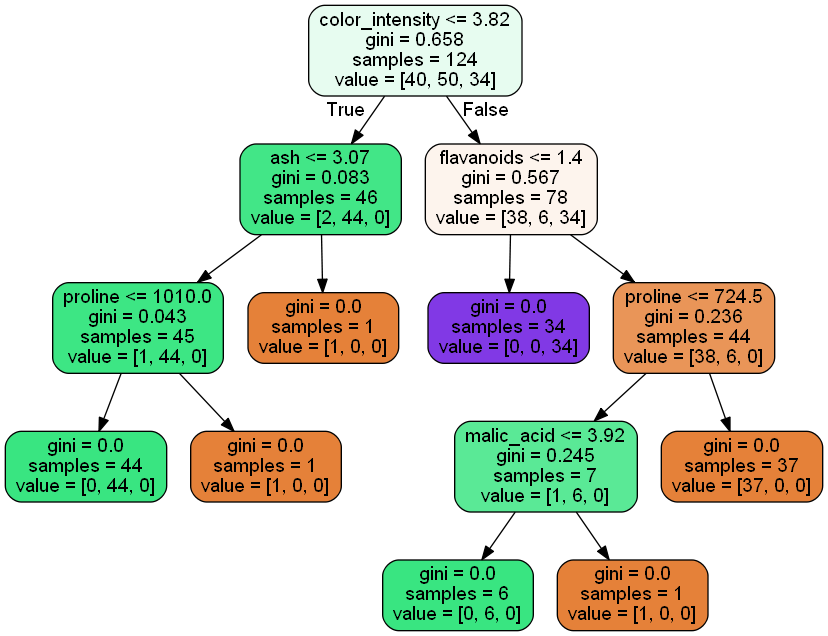 color_intensity <= 3.82
gini = 0.658
samples = 124
value = [40, 50, 34]
True
False
ash <= 3.07
gini = 0.083
samples = 46
value = [2, 44, 0]
flavanoids <= 1.4
gini = 0.567
samples = 78
value = [38, 6, 34]
proline <= 1010.0
gini = 0.043
samples = 45
value = [1, 44, 0]
gini = 0.0
samples = 1
value = [1, 0, 0]
gini = 0.0
samples = 34
value = [0, 0, 34]
proline <= 724.5
gini = 0.236
samples = 44
value = [38, 6, 0]
gini = 0.0
samples = 44
value = [0, 44, 0]
gini = 0.0
samples = 1
value = [1, 0, 0]
malic_acid <= 3.92
gini = 0.245
samples = 7
value = [1, 6, 0]
gini = 0.0
samples = 37
value = [37, 0, 0]
gini = 0.0
samples = 6
value = [0, 6, 0]
gini = 0.0
samples = 1
value = [1, 0, 0]